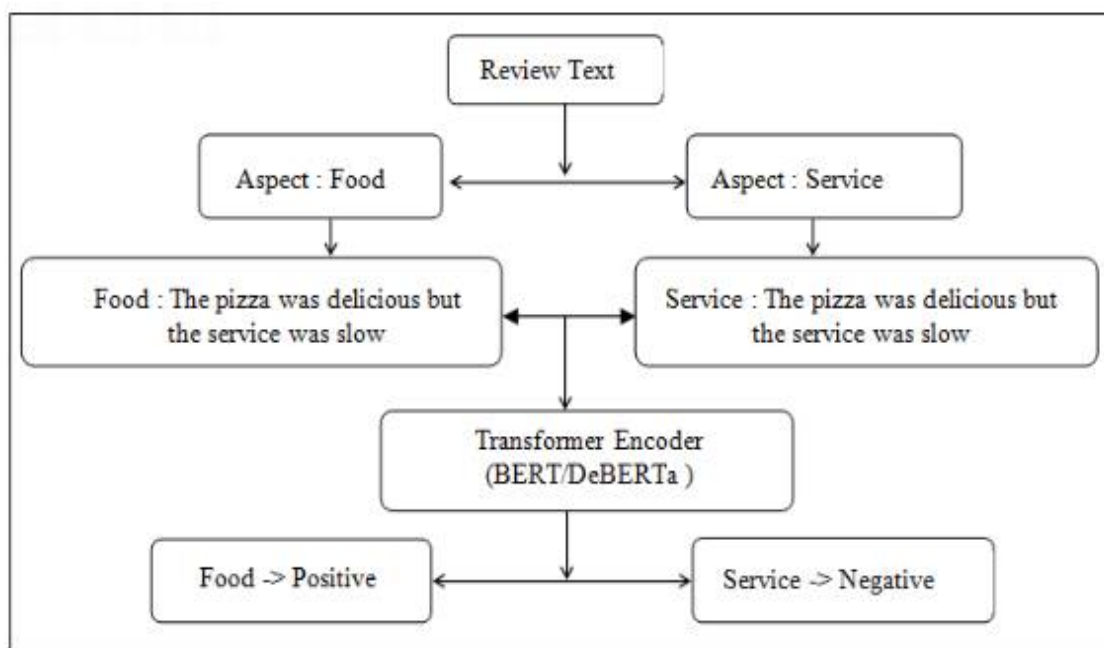 Review Text
Aspect : Food
Aspect : Service
Food : The pizza was delicious but
the service was slow
Service : The pizza was delicious but
the service was slow
Transformer Encoder
(BERT/DeBERTa )
Food -> Positive
Service -> Negative